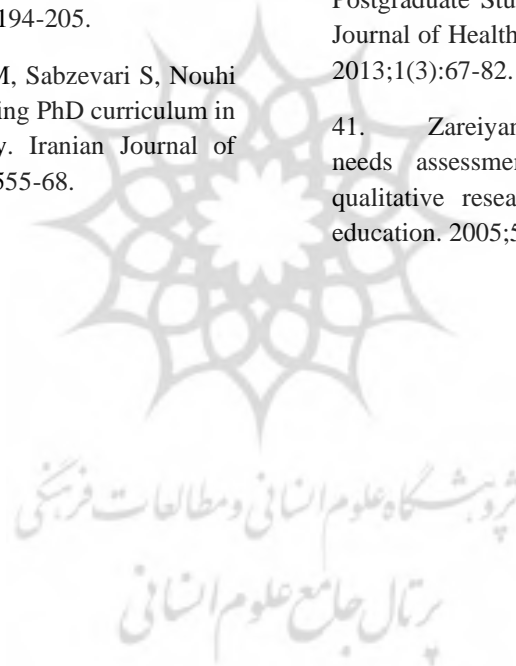 194-205.
M, Sabzevari S, Nouhi
ing PhD curriculum in
y. Iranian Journal of
555-68.
Postgraduate Stu
Journal of Health
2013;1(3):67-82.
41. Zareiyan
needs assessmen
qualitative resea
education. 2005;5
پژوهشگاه علوم انسانی و مطالعات فرهنگی
پرتال جامع علوم انسانی